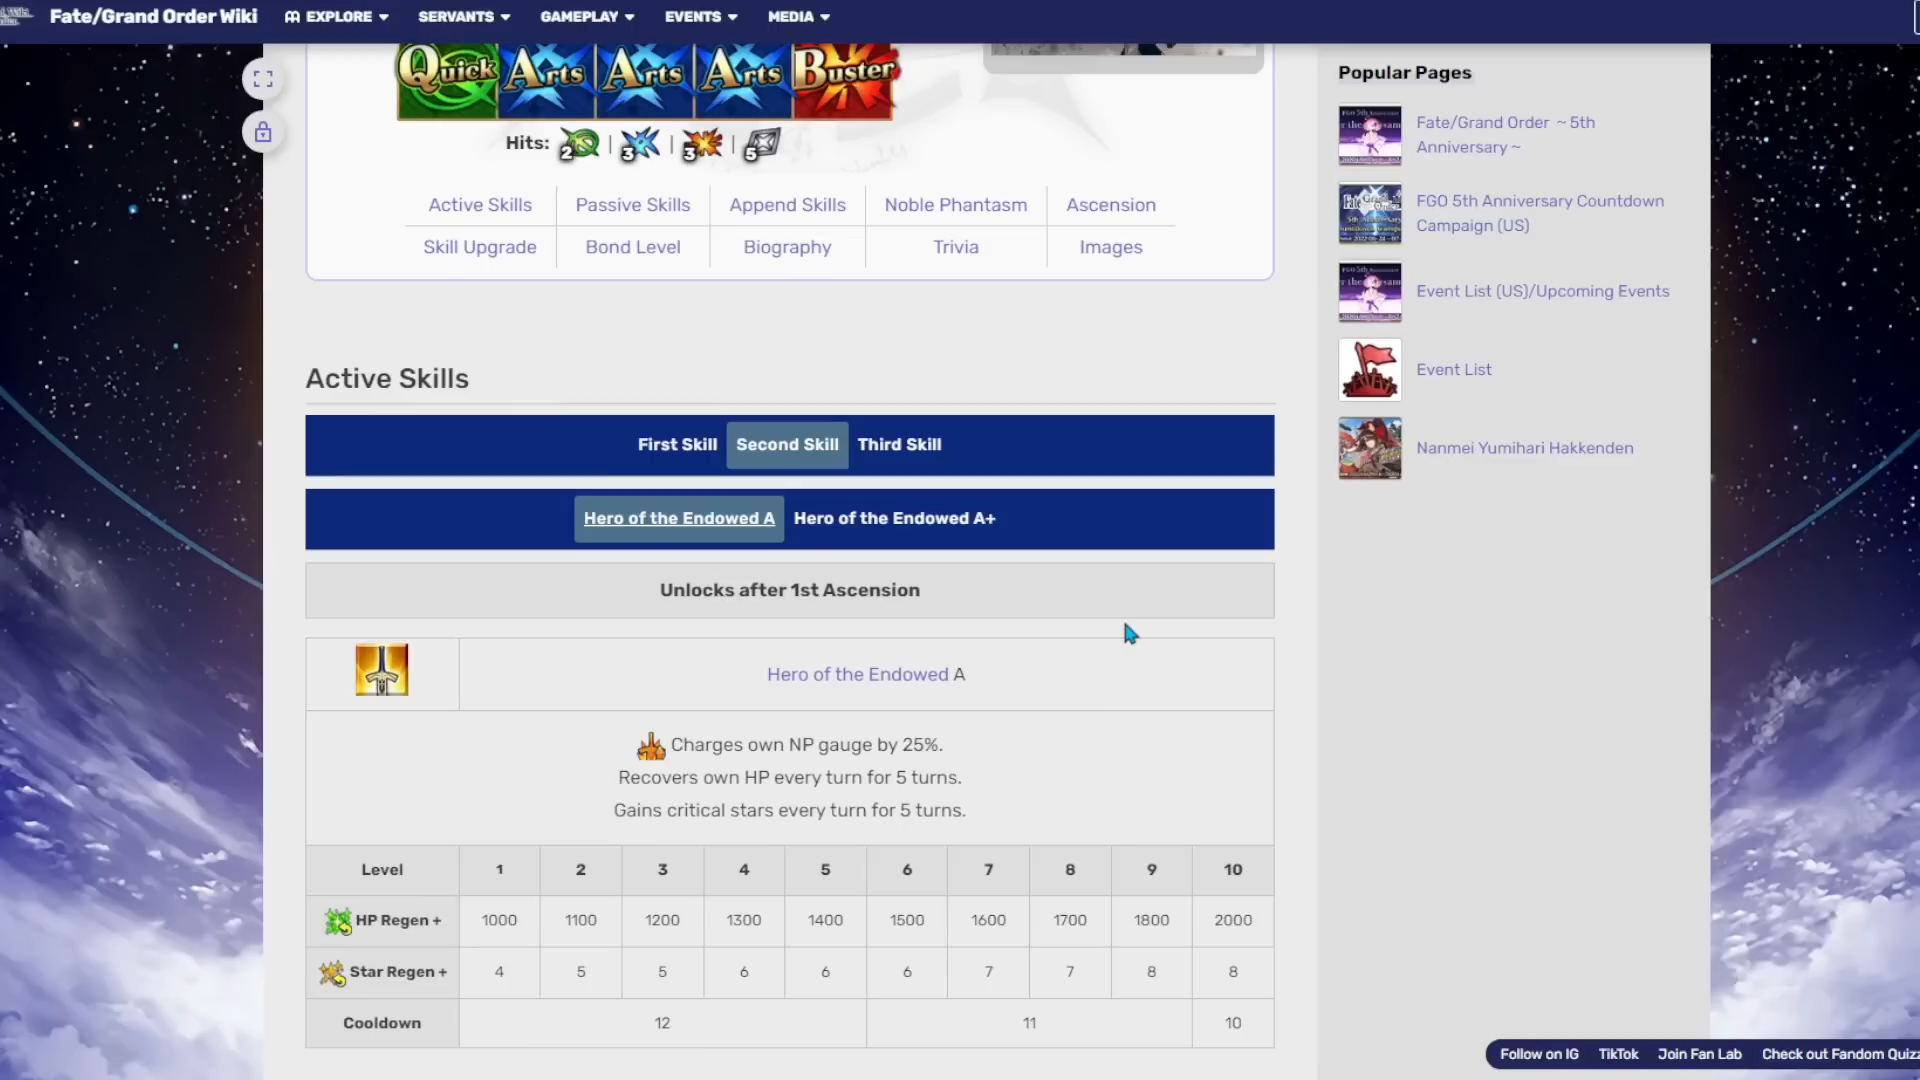 Fate/Grand Order Wiki
EXPLORE
SERVANTS
GAMEPLAY
EVENTS
MEDIA
Quick Arts Arts Arts Buster
Hits: 2 | 3 | 3 | 5
Active Skills
Passive Skills
Append Skills
Noble Phantasm
Ascension
Skill Upgrade
Bond Level
Biography
Trivia
Images
Active Skills
First Skill Second Skill Third Skill
Hero of the Endowed A Hero of the Endowed A+
Unlocks after 1st Ascension
Hero of the Endowed A
Charges own NP gauge by 25%.
Recovers own HP every turn for 5 turns.
Gains critical stars every turn for 5 turns.
Level 1 2 3 4 5 6 7 8 9 10
HP Regen + 1000 1100 1200 1300 1400 1500 1600 1700 1800 2000
Star Regen + 4 5 5 6 6 6 7 7 8 8
Cooldown 12 11 10
Popular Pages
Fate/Grand Order ~5th
Anniversary~
FGO 5th Anniversary Countdown
Campaign (US)
Event List (US)/Upcoming Events
Event List
Nanmei Yumihari Hakkenden
Follow on IG TikTok Join Fan Lab Check out Fandom Quizz